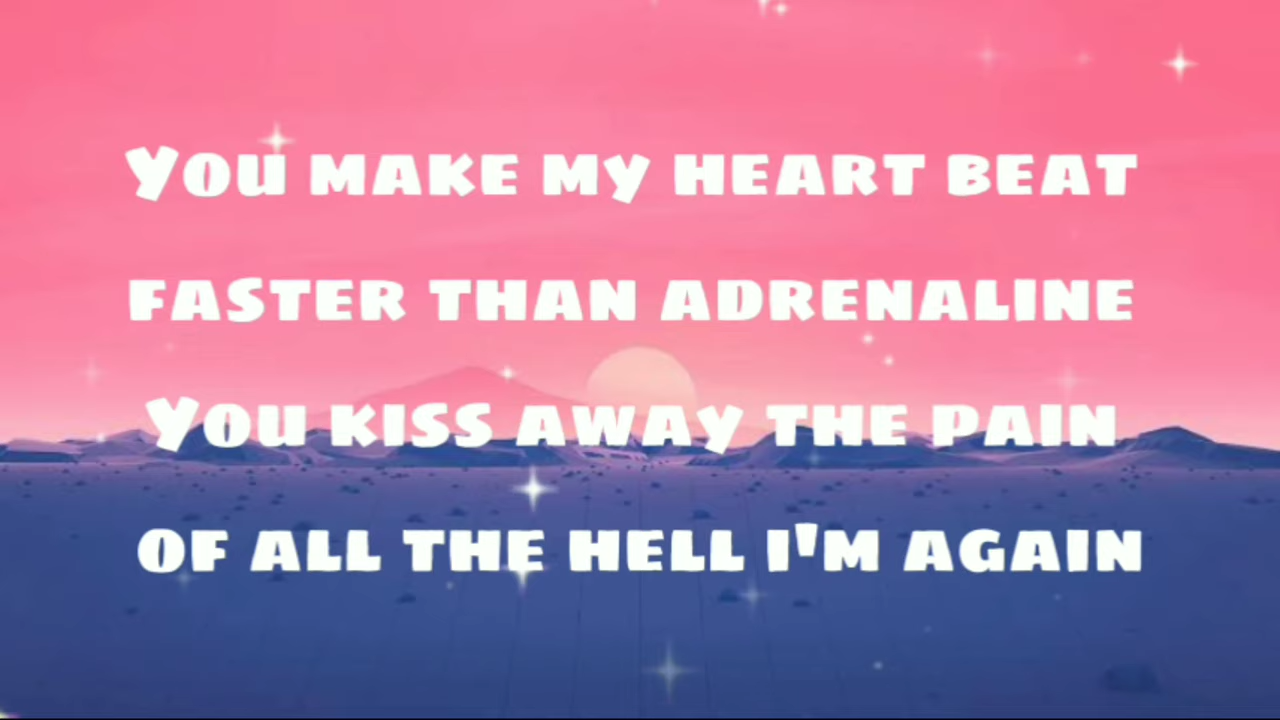 You make my heart beat
faster than adrenaline
You kiss away the pain
of all the hell I'm again